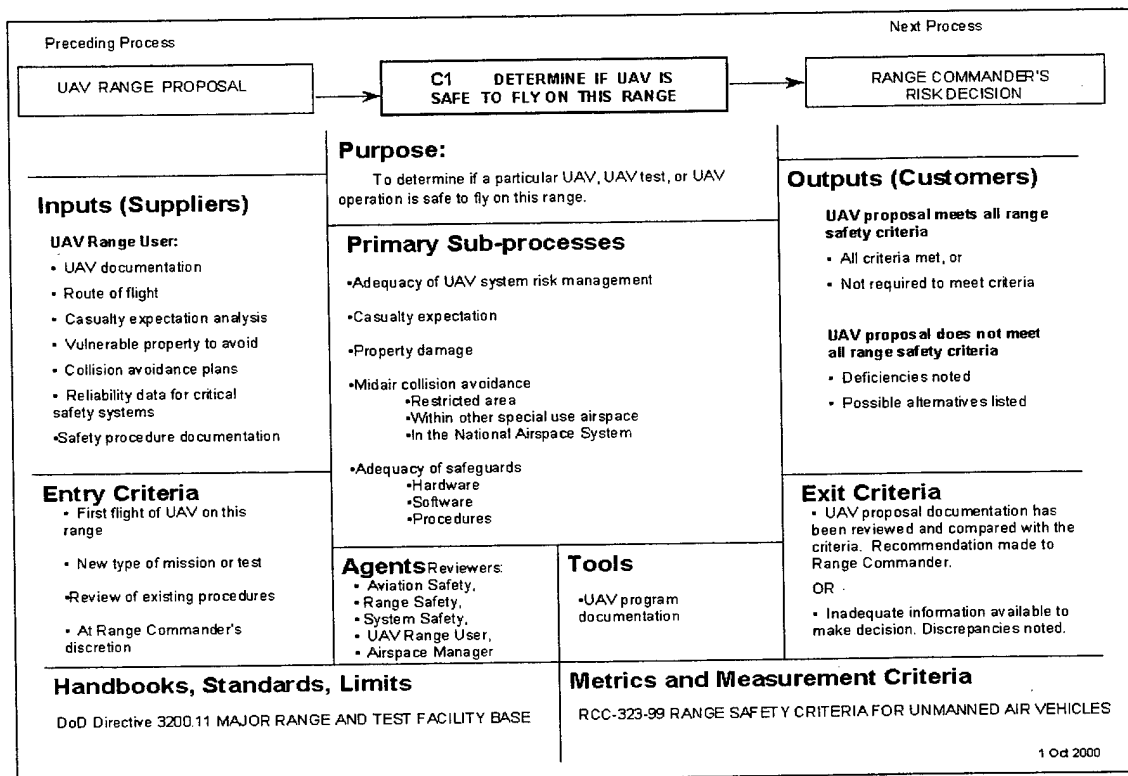 Preceding Process
Next Process
UAV RANGE PROPOSAL
C1 DETERMINE IF UAV IS
SAFE TO FLY ON THIS RANGE
RANGE COMMANDER'S
RISK DECISION
Inputs (Suppliers)
UAV Range User:
• UAV documentation
• Route of flight
• Casualty expectation analysis
• Vulnerable property to avoid
• Collision avoidance plans
• Reliability data for critical
safety systems
•Safety procedure documentation
Entry Criteria
• First flight of UAV on this
range
• New type of mission or test
•Review of existing procedures
• At Range Commander's
discretion
Purpose:
To determine if a particular UAV, UAV test, or UAV
operation is safe to fly on this range.
Primary Sub-processes
•Adequacy of UAV system risk management
•Casualty expectation
•Property damage
•Midair collision avoidance
•Restricted area
•Within other special use airspace
•In the National Airspace System
•Adequacy of safeguards
•Hardware
•Software
•Procedures
Agents Reviewers:
• Aviation Safety,
• Range Safety,
• System Safety,
• UAV Range User,
• Airspace Manager
Tools
•UAV program
documentation
Outputs (Customers)
UAV proposal meets all range
safety criteria
• All criteria met, or
• Not required to meet criteria
UAV proposal does not meet
all range safety criteria
• Deficiencies noted
• Possible alternatives listed
Exit Criteria
• UAV proposal documentation has
been reviewed and compared with the
criteria. Recommendation made to
Range Commander.
OR
• Inadequate information available to
make decision. Discrepancies noted.
Handbooks, Standards, Limits
DoD Directive 3200.11 MAJOR RANGE AND TEST FACILITY BASE
Metrics and Measurement Criteria
RCC-323-99 RANGE SAFETY CRITERIA FOR UNMANNED AIR VEHICLES
1 Oct 2000